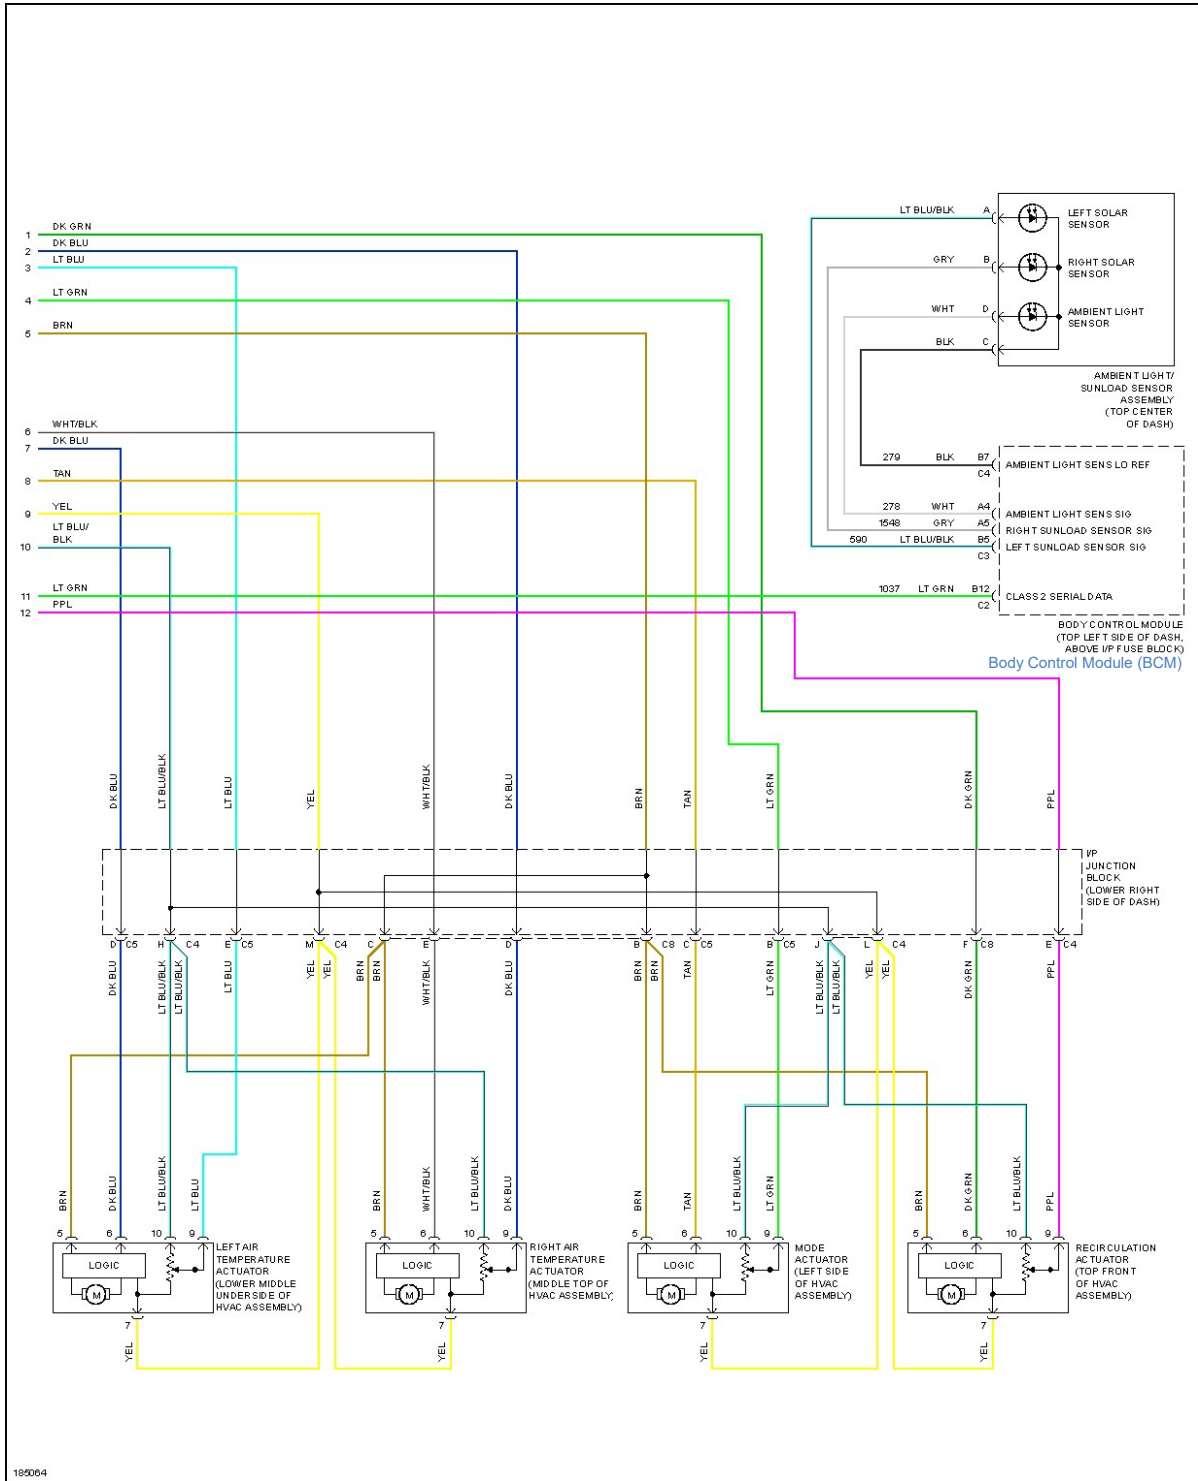 LT BLU/BLK A
LEFT SOLAR
SENSOR
1 DK GRN
2 DK BLU
3 LT BLU
GRY B
RIGHT SOLAR
SENSOR
4 LT GRN
WHT D
AMBIENT LIGHT
SENSOR
5 BRN
BLK C
AMBIENT LIGHT/
SUNLOAD SENSOR
ASSEMBLY
(TOP CENTER
OF DASH)
6 WHT/BLK
7 DK BLU
279 BLK B7
C4
AMBIENT LIGHT SENS LO REF
8 TAN
9 YEL
278 WHT A4 AMBIENT LIGHT SENS SIG
1548 GRY A5 RIGHT SUNLOAD SENSOR SIG
590 LT BLU/BLK B5 LEFT SUNLOAD SENSOR SIG
C3
LT BLU/
BLK
10
11 LT GRN
1037 LT GRN B12 CLASS 2 SERIAL DATA
C2
12 PPL
BODY CONTROL MODULE
(TOP LEFT SIDE OF DASH,
ABOVE I/P FUSE BLOCK)
Body Control Module (BCM)
DK BLU LT BLU/BLK LT BLU YEL WHT/BLK DK BLU BRN TAN LT GRN DK GRN PPL
I/P
JUNCTION
BLOCK
(LOWER RIGHT
SIDE OF DASH)
D C5 H C4 E C5 M C4 C E D B C8 C C5 B C5 J L C4 F C8 E C4
DK BLU LT BLU/BLK LT BLU/BLK LT BLU YEL YEL BRN BRN WHT/BLK DK BLU BRN BRN TAN LT GRN LT BLU/BLK LT BLU/BLK YEL YEL DK GRN PPL
BRN DK BLU LT BLU/BLK LT BLU BRN WHT/BLK LT BLU/BLK DK BLU BRN TAN LT BLU/BLK LT GRN BRN DK GRN LT BLU/BLK PPL
5 6 10 9 5 6 10 9 5 6 10 9 5 6 10 9
LOGIC
M
LEFT AIR
TEMPERATURE
ACTUATOR
(LOWER MIDDLE
UNDERSIDE OF
HVAC ASSEMBLY)
LOGIC
M
RIGHT AIR
TEMPERATURE
ACTUATOR
(MIDDLE TOP OF
HVAC ASSEMBLY)
LOGIC
M
MODE
ACTUATOR
(LEFT SIDE
OF HVAC
ASSEMBLY)
LOGIC
M
RECIRCULATION
ACTUATOR
(TOP FRONT
OF HVAC
ASSEMBLY)
7 7 7 7
YEL YEL YEL YEL
185064